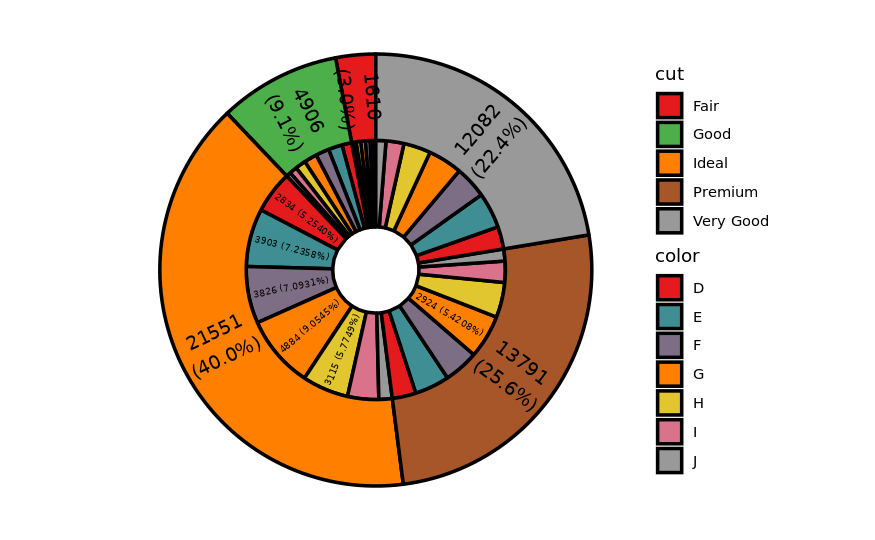 1610
(3.0%)
4906
(9.1%)
12082
(22.4%)
21551
(40.0%)
13791
(25.6%)
2834 (5.2540%)
3903 (7.2358%)
3826 (7.0931%)
4884 (9.0545%)
3115 (5.7749%)
2924 (5.4208%)
cut
Fair
Good
Ideal
Premium
Very Good
color
D
E
F
G
H
I
J